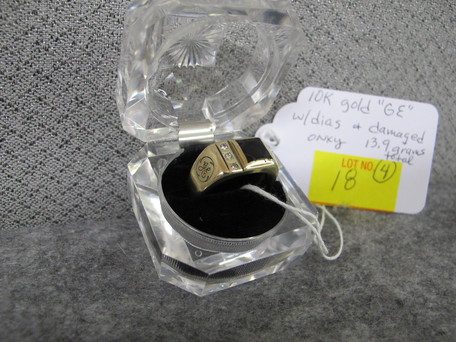 10K gold "GE"
w/dias & damaged
onxy 13.9 grams
total
LOT NO. 4
18